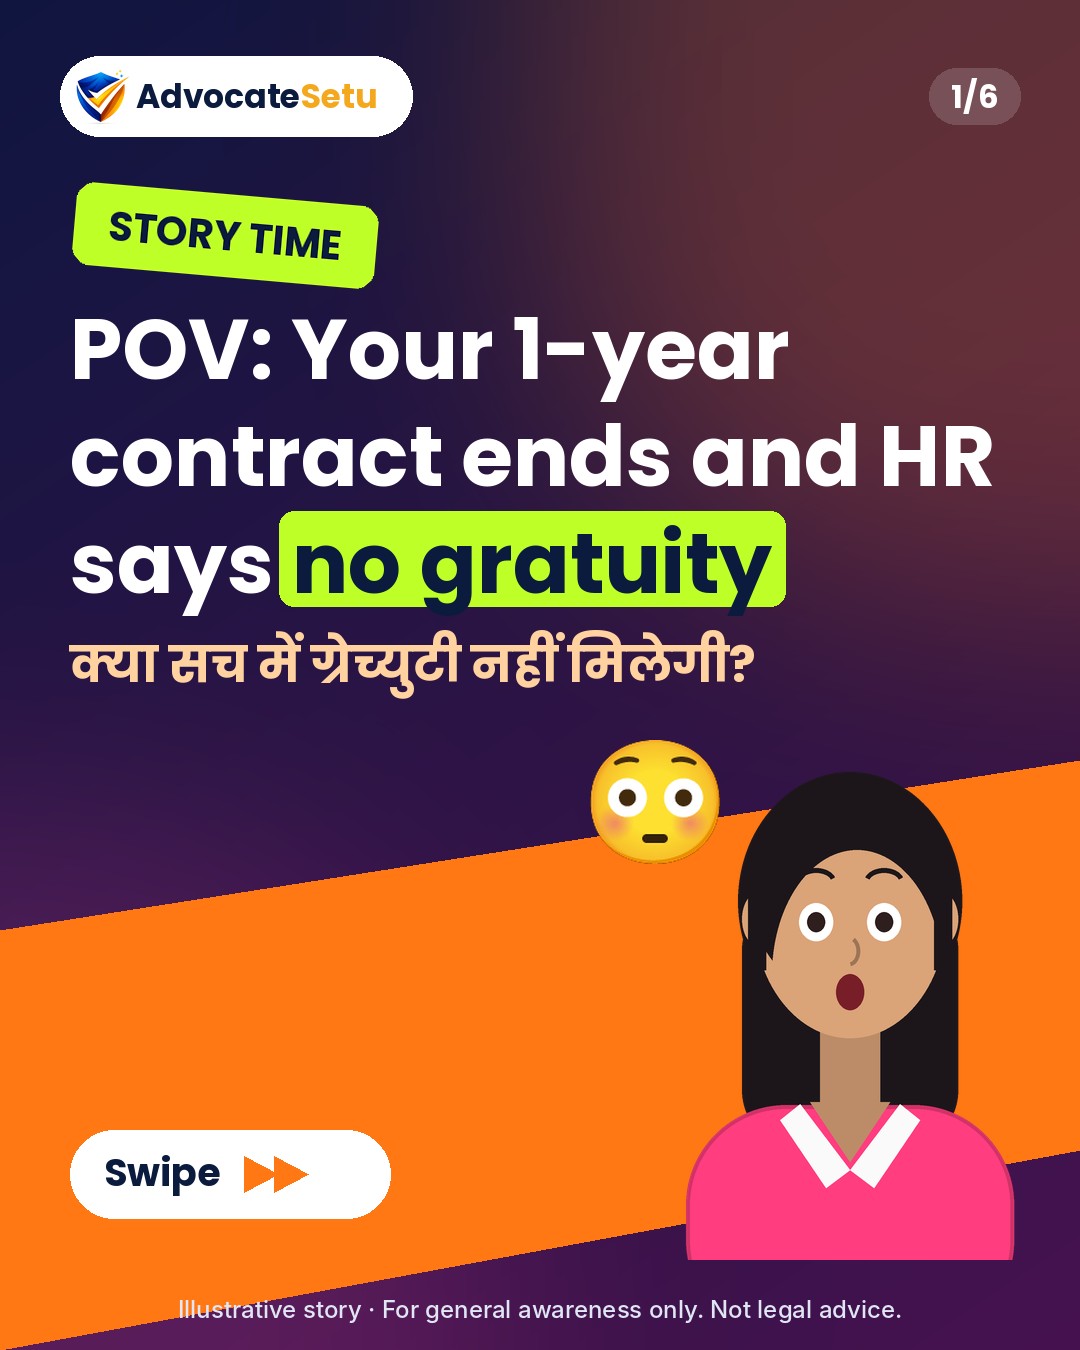 AdvocateSetu
1/6
STORY TIME
POV: Your 1-year
contract ends and HR
says no gratuity
क्या सच में ग्रेच्युटी नहीं मिलेगी?
Swipe
Illustrative story · For general awareness only. Not legal advice.